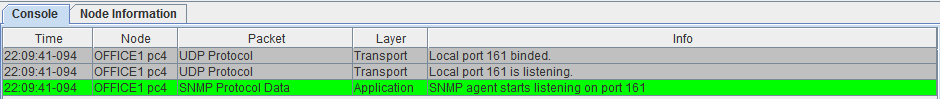 Console Node Information
Time Node Packet Layer Info
22:09:41-094 OFFICE1 pc4 UDP Protocol Transport Local port 161 binded.
22:09:41-094 OFFICE1 pc4 UDP Protocol Transport Local port 161 is listening.
22:09:41-094 OFFICE1 pc4 SNMP Protocol Data Application SNMP agent starts listening on port 161